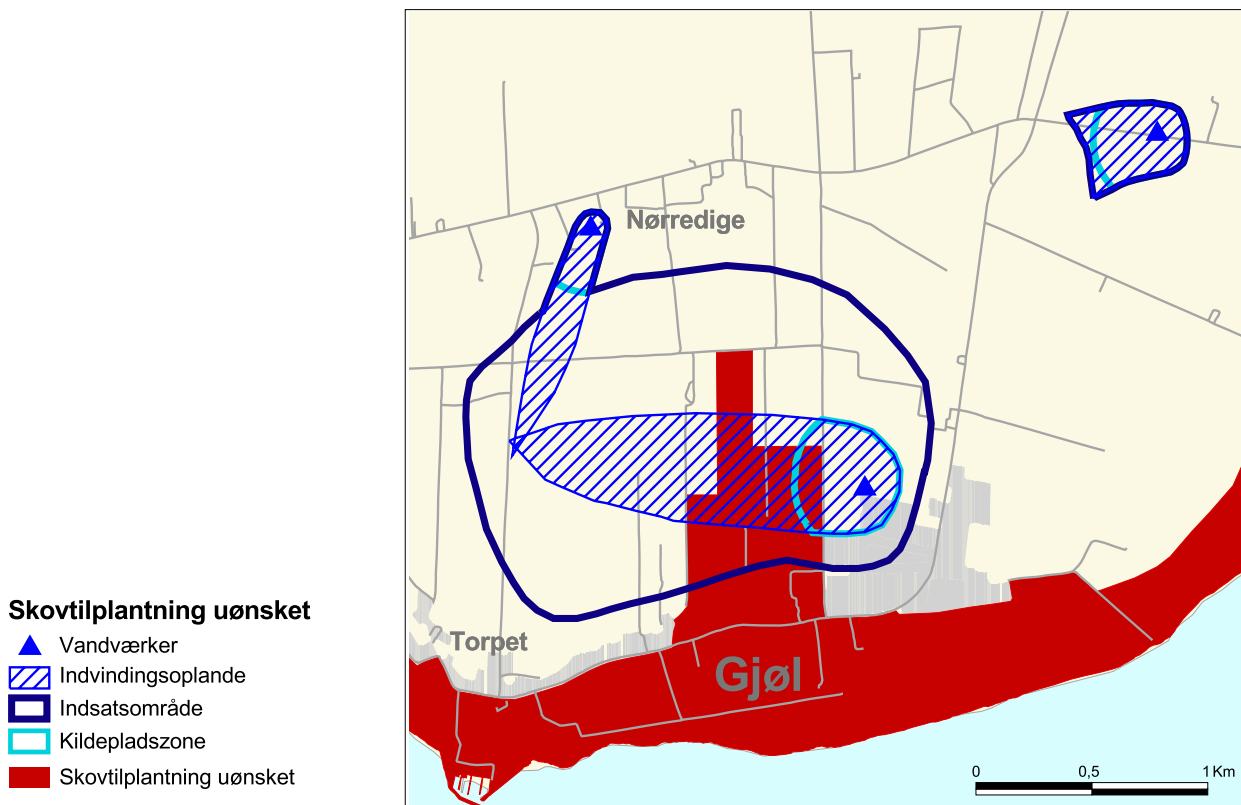 Skovtilplantning uønsket
Vandværker
Indvindingsoplande
Indsatsområde
Kildepladszone
Skovtilplantning uønsket
Nørredige
Torpet
Gjøl
0 0,5 1 Km